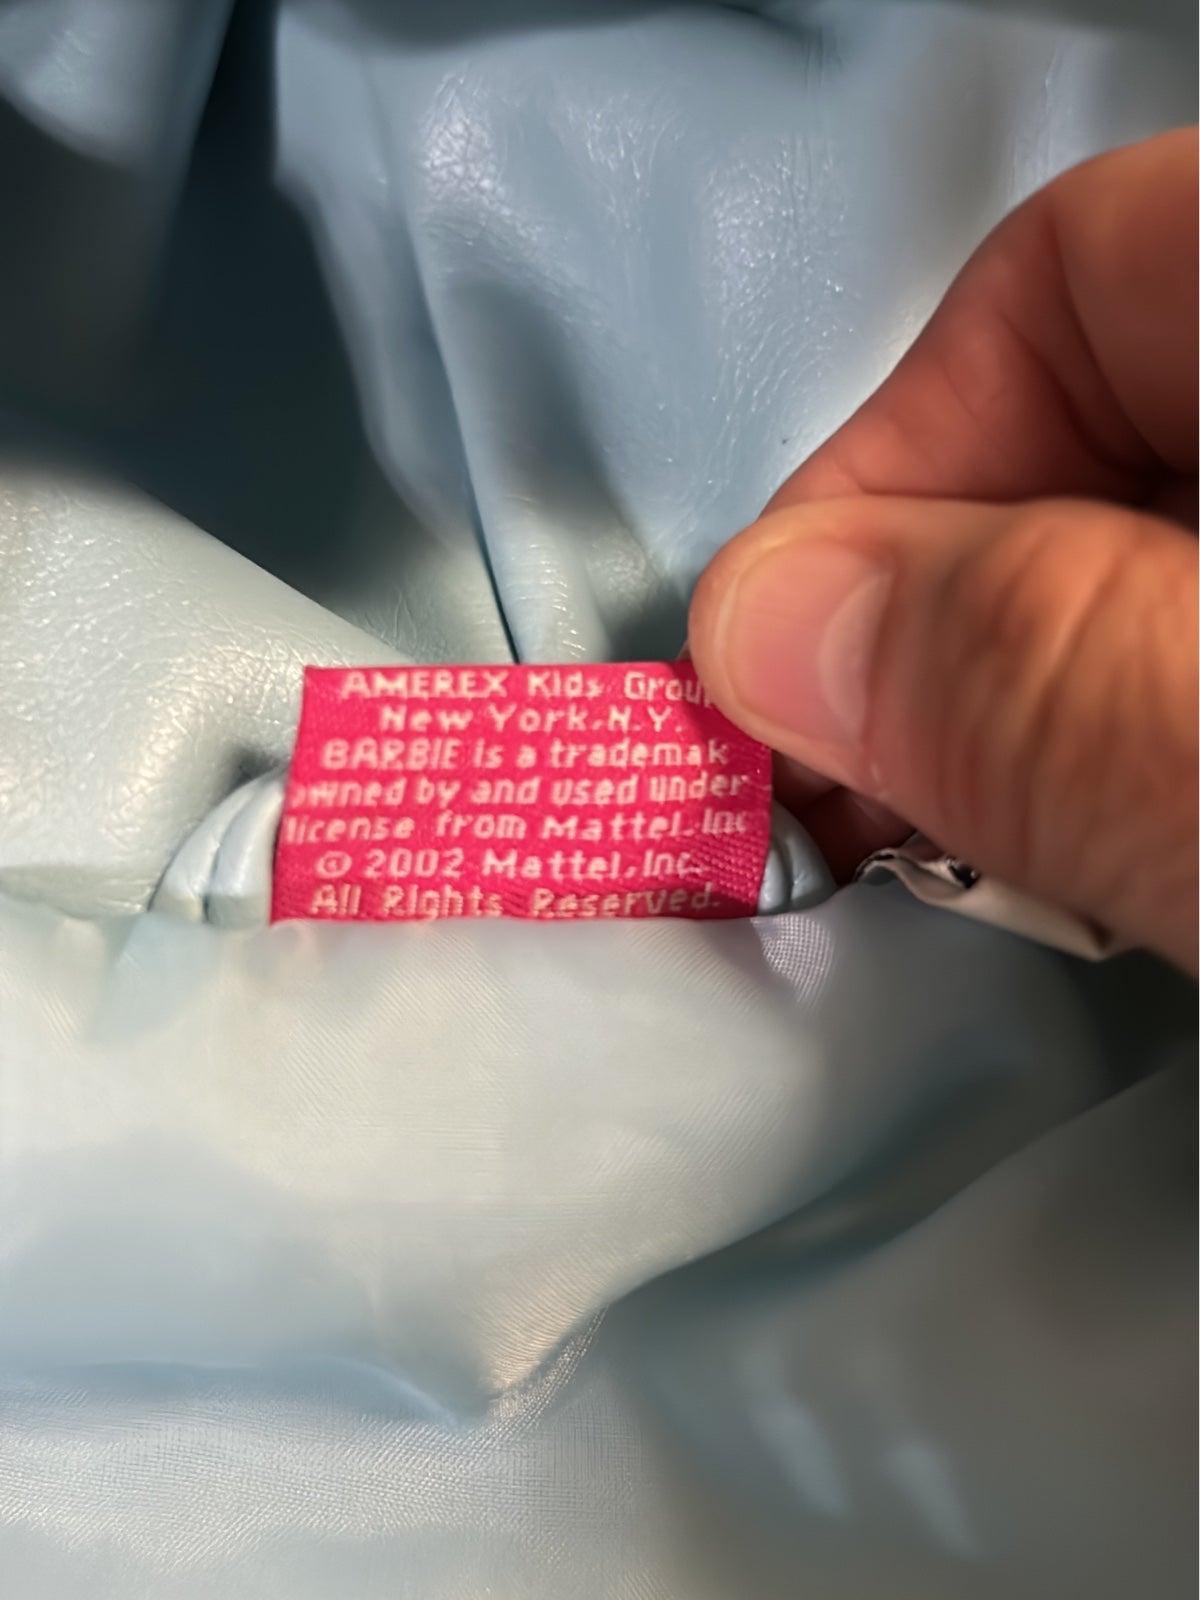 AMEREX Kids Grou
New York. N.Y.
BARBIE is a trademak
owned by and used under
license from Mattel. Inc
© 2002 Mattel, Inc.
All Rights Reserved.